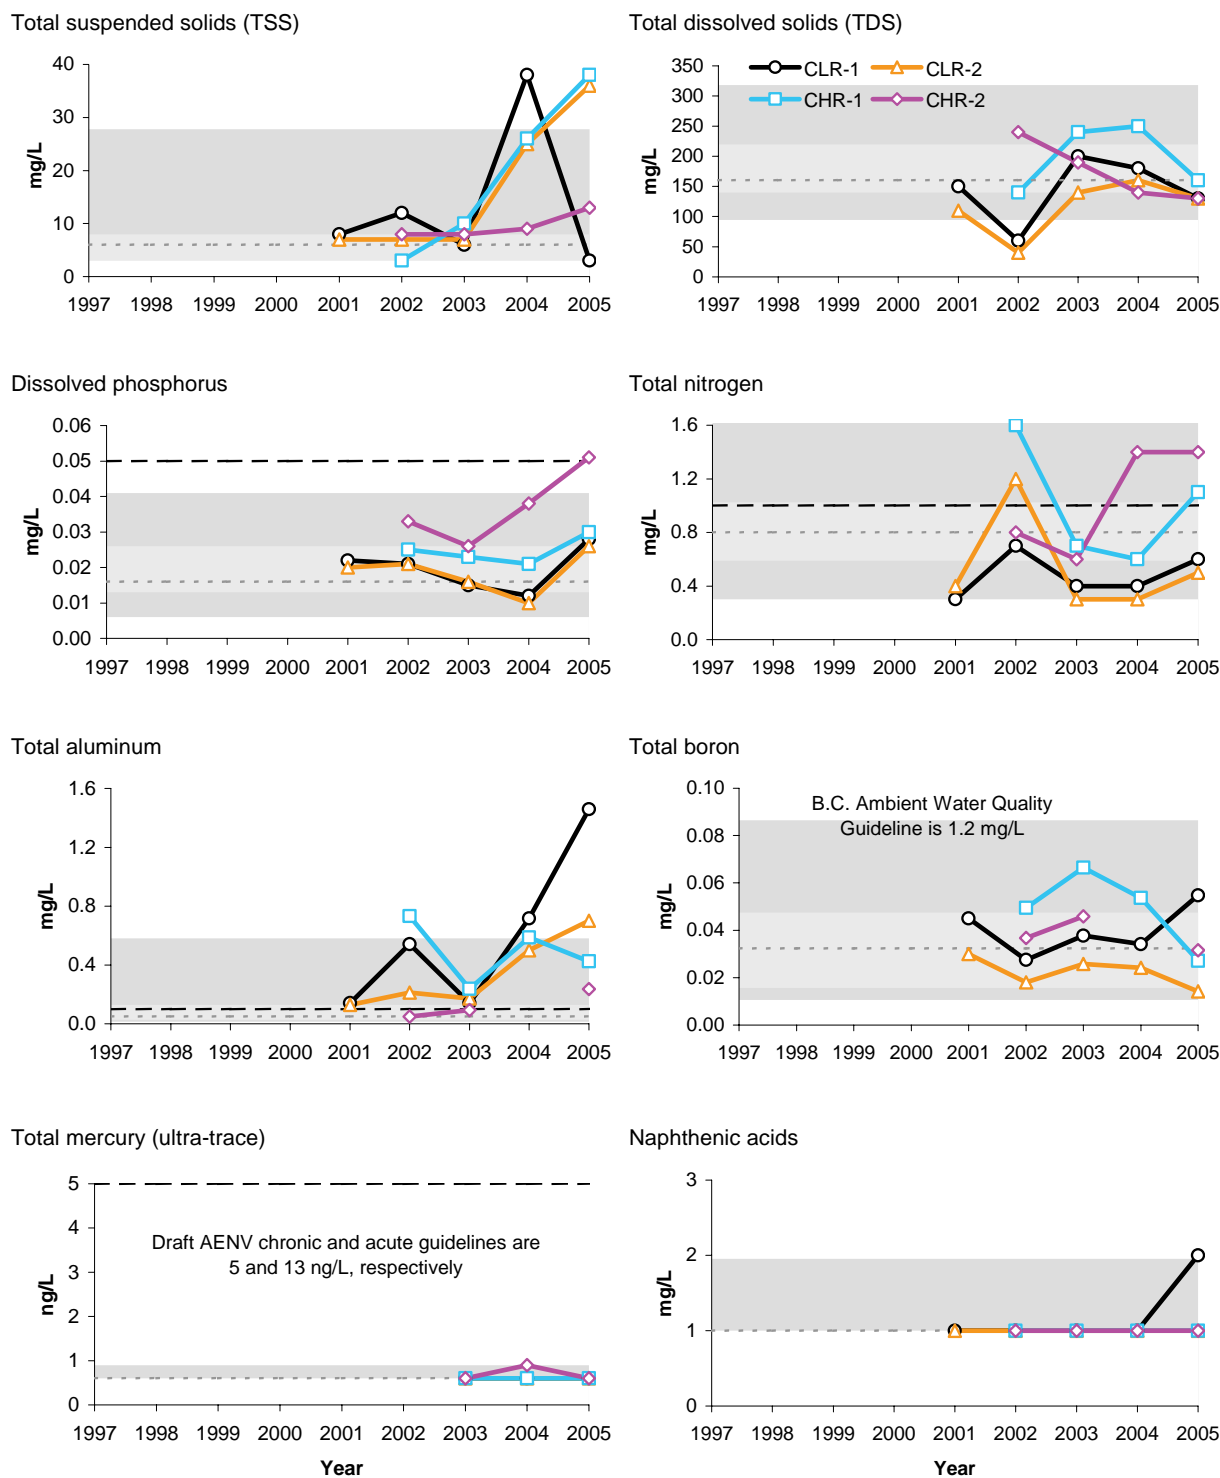 Total suspended solids (TSS)
mg/L
40
30
20
10
0
1997 1998 1999 2000 2001 2002 2003 2004 2005
Total dissolved solids (TDS)
mg/L
350
300
250
200
150
100
50
0
CLR-1 CLR-2
CHR-1 CHR-2
1997 1998 1999 2000 2001 2002 2003 2004 2005
Dissolved phosphorus
mg/L
0.06
0.05
0.04
0.03
0.02
0.01
0.00
1997 1998 1999 2000 2001 2002 2003 2004 2005
Total nitrogen
mg/L
1.6
1.2
0.8
0.4
0.0
1997 1998 1999 2000 2001 2002 2003 2004 2005
Total aluminum
mg/L
1.6
1.2
0.8
0.4
0.0
1997 1998 1999 2000 2001 2002 2003 2004 2005
Total boron
mg/L
0.10
0.08
0.06
0.04
0.02
0.00
B.C. Ambient Water Quality
Guideline is 1.2 mg/L
1997 1998 1999 2000 2001 2002 2003 2004 2005
Total mercury (ultra-trace)
ng/L
5
4
3
2
1
0
Draft AENV chronic and acute guidelines are
5 and 13 ng/L, respectively
1997 1998 1999 2000 2001 2002 2003 2004 2005
Year
Naphthenic acids
mg/L
3
2
1
0
1997 1998 1999 2000 2001 2002 2003 2004 2005
Year